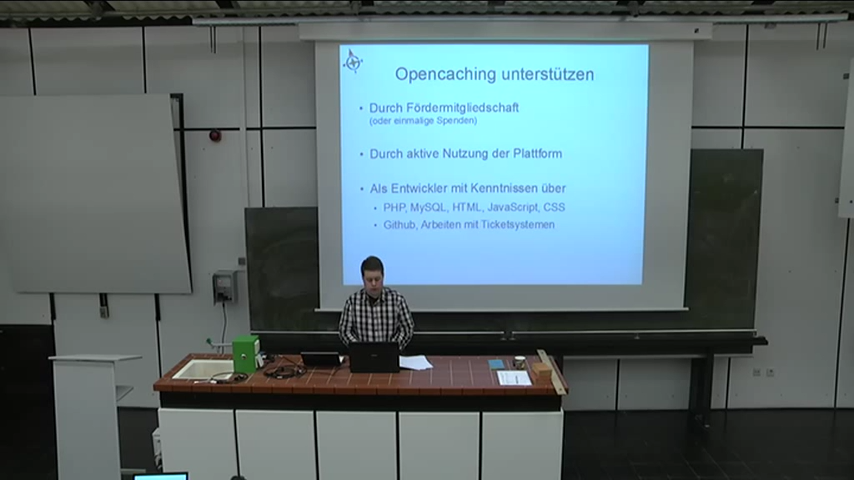 Opencaching unterstützen
• Durch Fördermitgliedschaft
(oder einmalige Spenden)
• Durch aktive Nutzung der Plattform
• Als Entwickler mit Kenntnissen über
• PHP, MySQL, HTML, JavaScript, CSS
• Github, Arbeiten mit Ticketsystemen